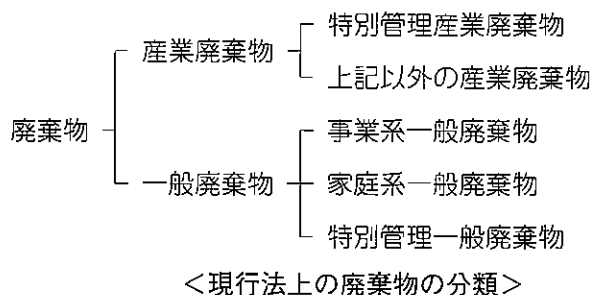 特別管理産業廃棄物
産業廃棄物
上記以外の産業廃棄物
廃棄物
事業系一般廃棄物
一般廃棄物
家庭系一般廃棄物
特別管理一般廃棄物
＜現行法上の廃棄物の分類＞